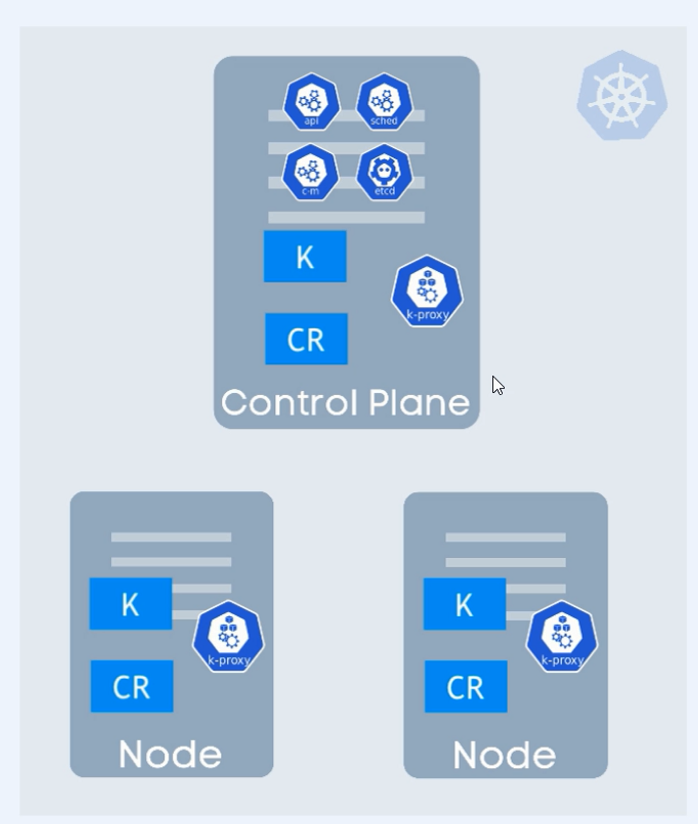 api sched
c-m etcd
K
k-proxy
CR
Control Plane
K
k-proxy
CR
Node
K
k-proxy
CR
Node